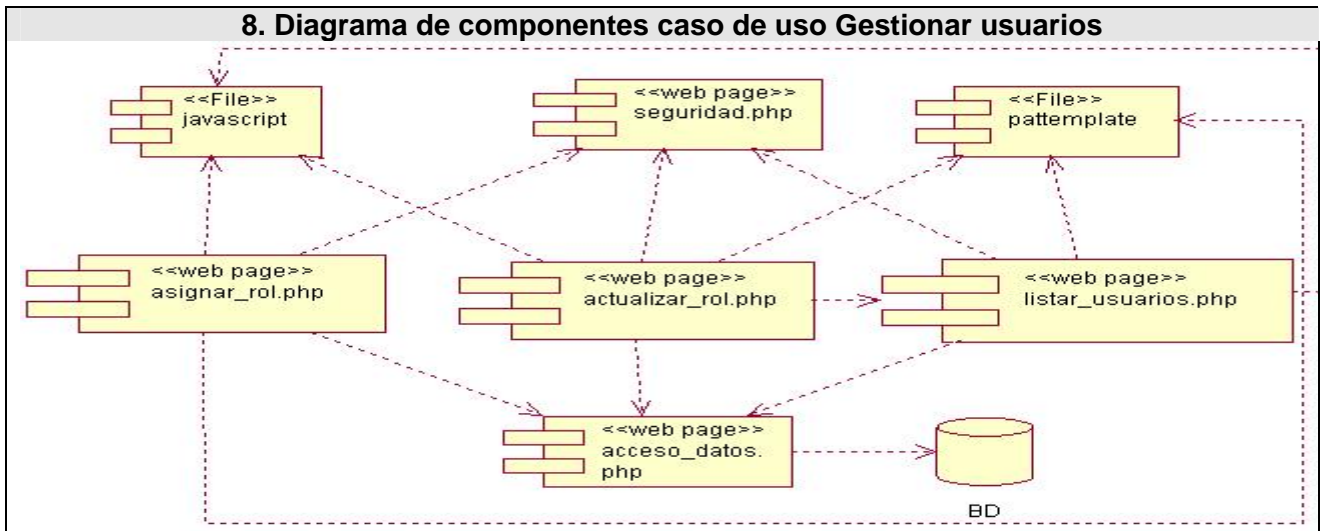 8. Diagrama de componentes caso de uso Gestionar usuarios
<<File>>
javascript
<<web page>>
seguridad.php
<<File>>
pattemplate
<<web page>>
asignar_rol.php
<<web page>>
actualizar_rol.php
<<web page>>
listar_usuarios.php
<<web page>>
acceso_datos.
php
BD